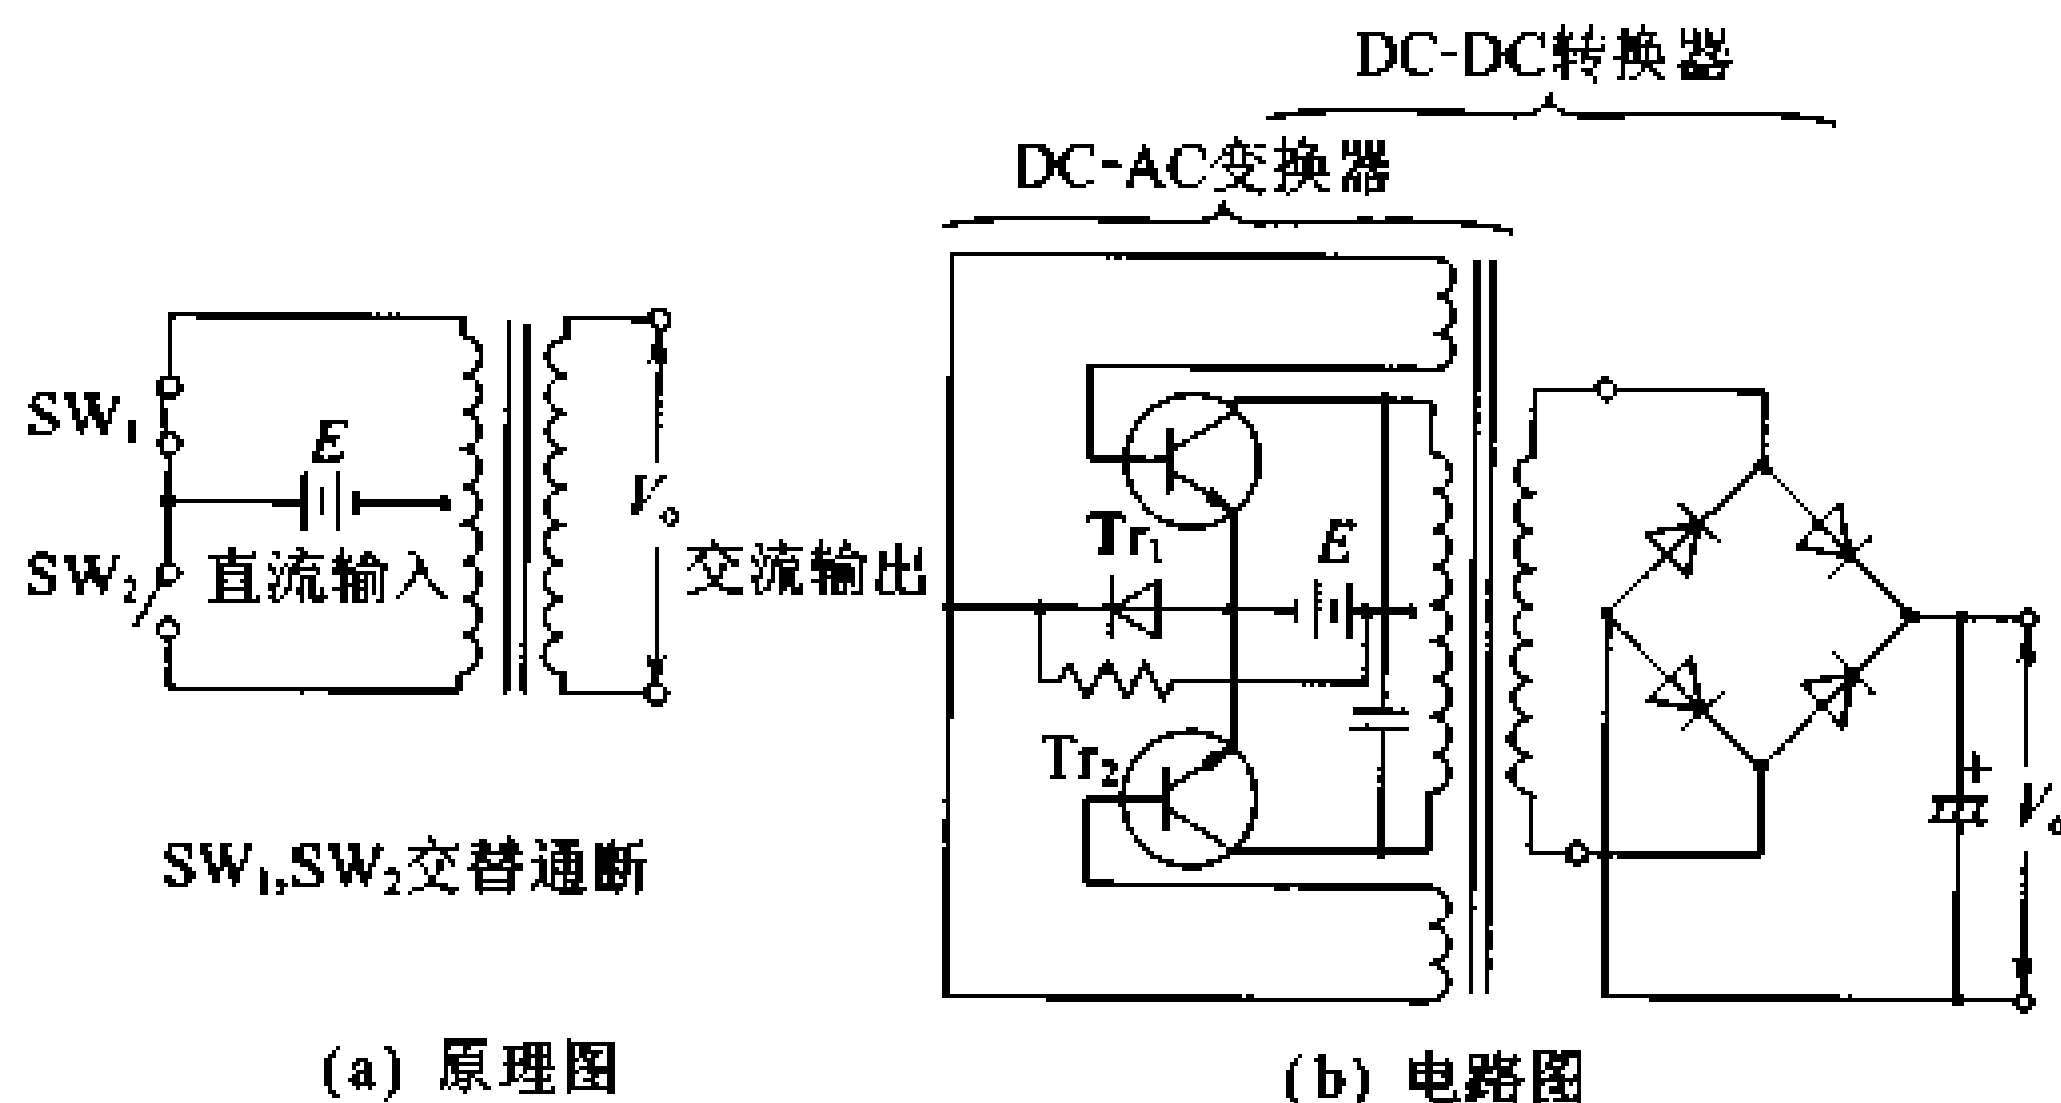 DC-DC转换器
DC-AC变换器
SW₁
E
直流输入
SW₂
Vo
交流输出
SW₁,SW₂交替通断
(a) 原理图
Tr₁
E
Tr₂
+
Vo
(b) 电路图